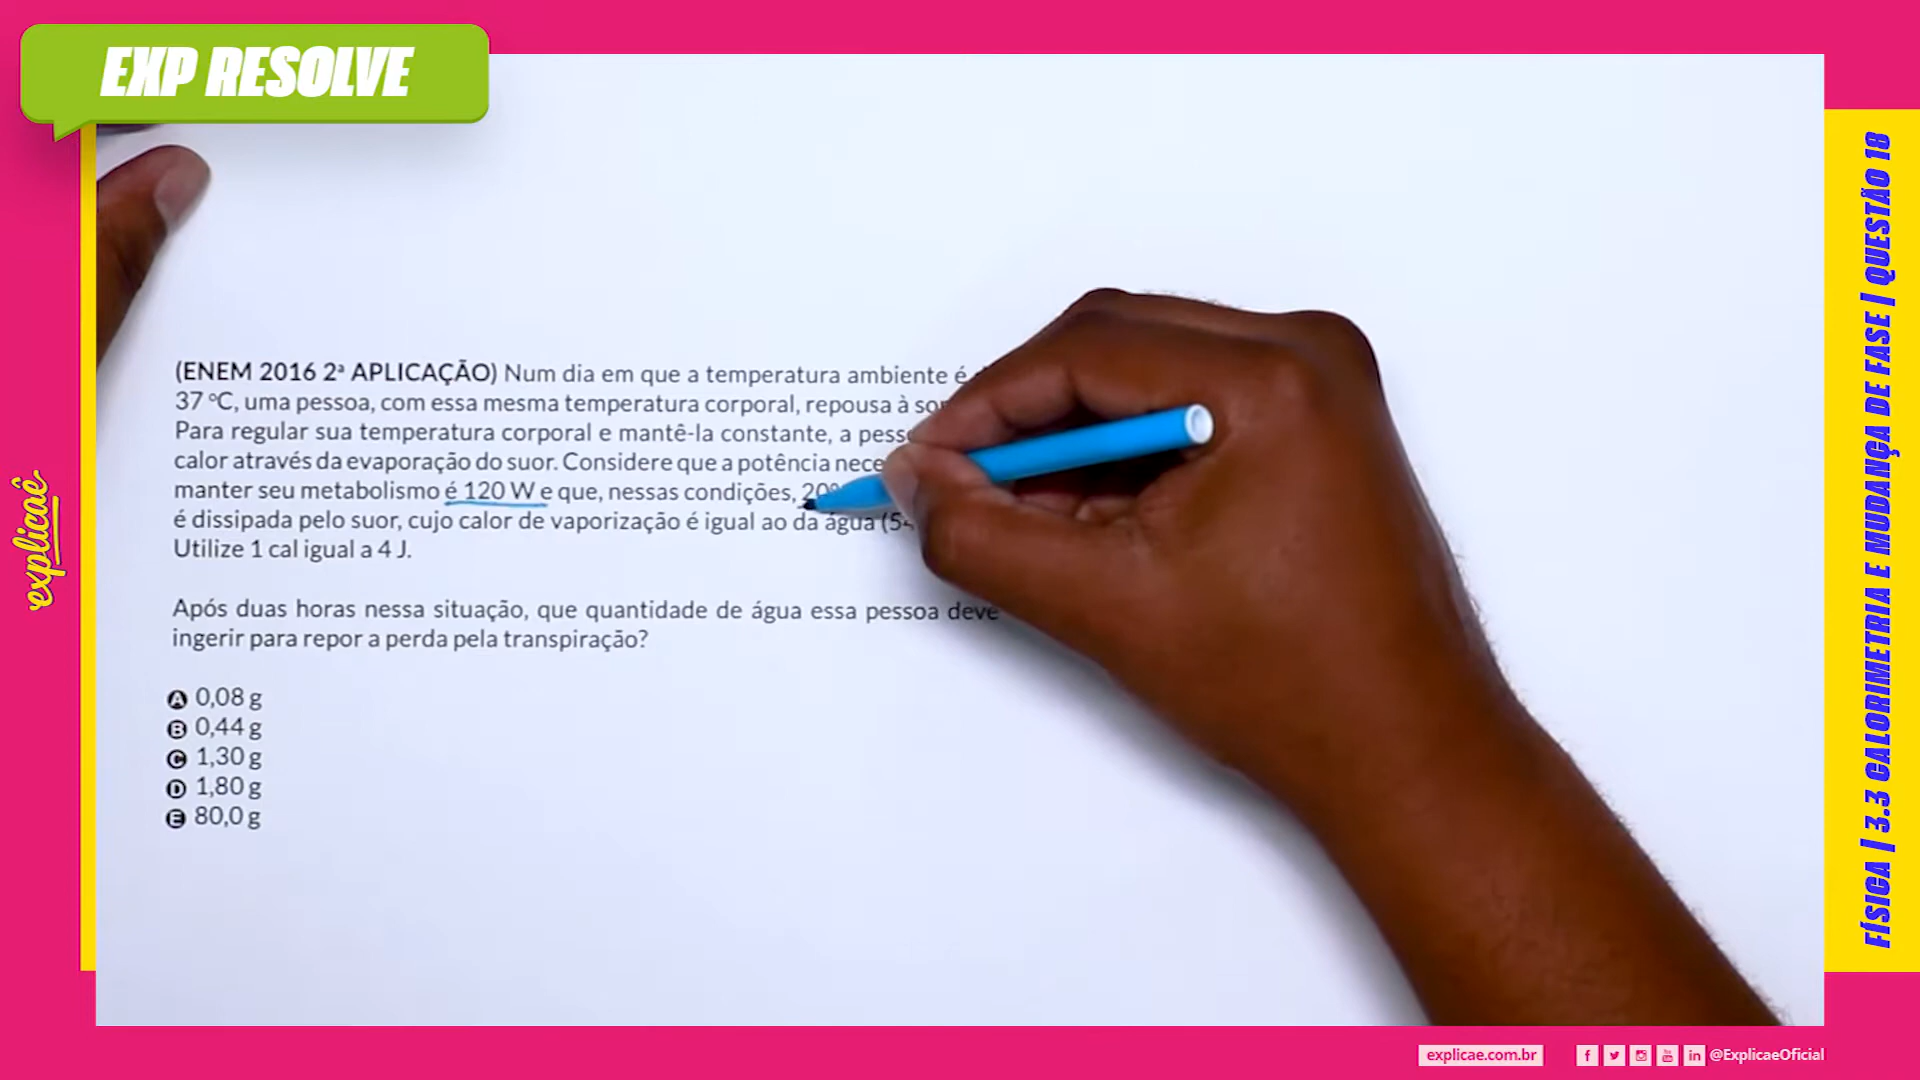 EXP RESOLVE
(ENEM 2016 2ª APLICAÇÃO) Num dia em que a temperatura ambiente é
37 °C, uma pessoa, com essa mesma temperatura corporal, repousa à
Para regular sua temperatura corporal e mantê-la constante, a
calor através da evaporação do suor. Considere que a potência
manter seu metabolismo é 120 W e que, nessas condições,
é dissipada pelo suor, cujo calor de vaporização é igual ao da água
Utilize 1 cal igual a 4 J.
Após duas horas nessa situação, que quantidade de água essa pessoa deve
ingerir para repor a perda pela transpiração?
A 0,08 g
B 0,44 g
C 1,30 g
D 1,80 g
E 80,0 g
explicaê
FÍSICA | 3.3 CALORIMETRIA E MUDANÇA DE FASE | QUESTÃO 18
explicae.com.br
@ExplicaeOficial